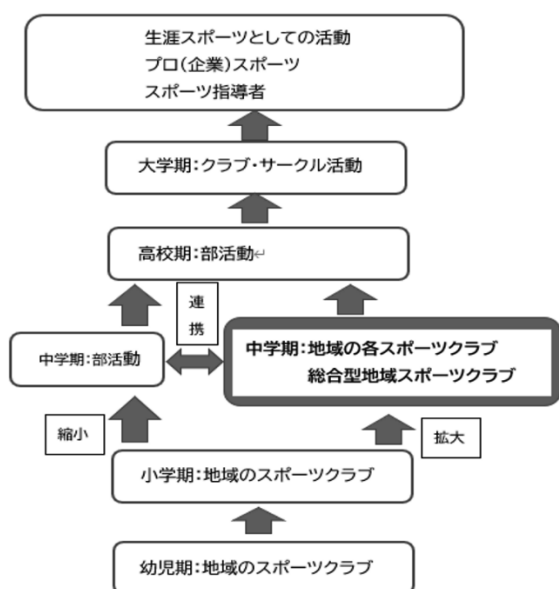 生涯スポーツとしての活動
プロ(企業)スポーツ
スポーツ指導者
大学期:クラブ・サークル活動
高校期:部活動↵
連
携
中学期:部活動
中学期:地域の各スポーツクラブ
総合型地域スポーツクラブ
縮小
拡大
小学期:地域のスポーツクラブ
幼児期:地域のスポーツクラブ